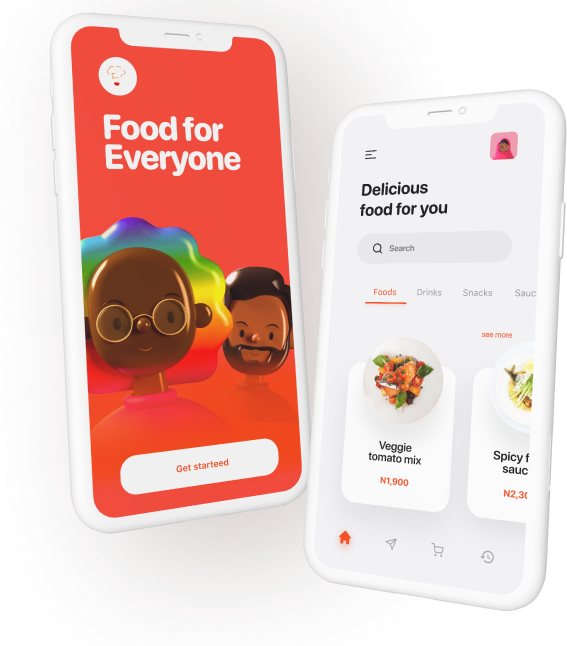 Food for
Everyone
Get starteed
Delicious
food for you
Search
Foods Drinks Snacks Sauc
see more
Veggie
tomato mix
N1,900
Spicy f
sauc
N2,30